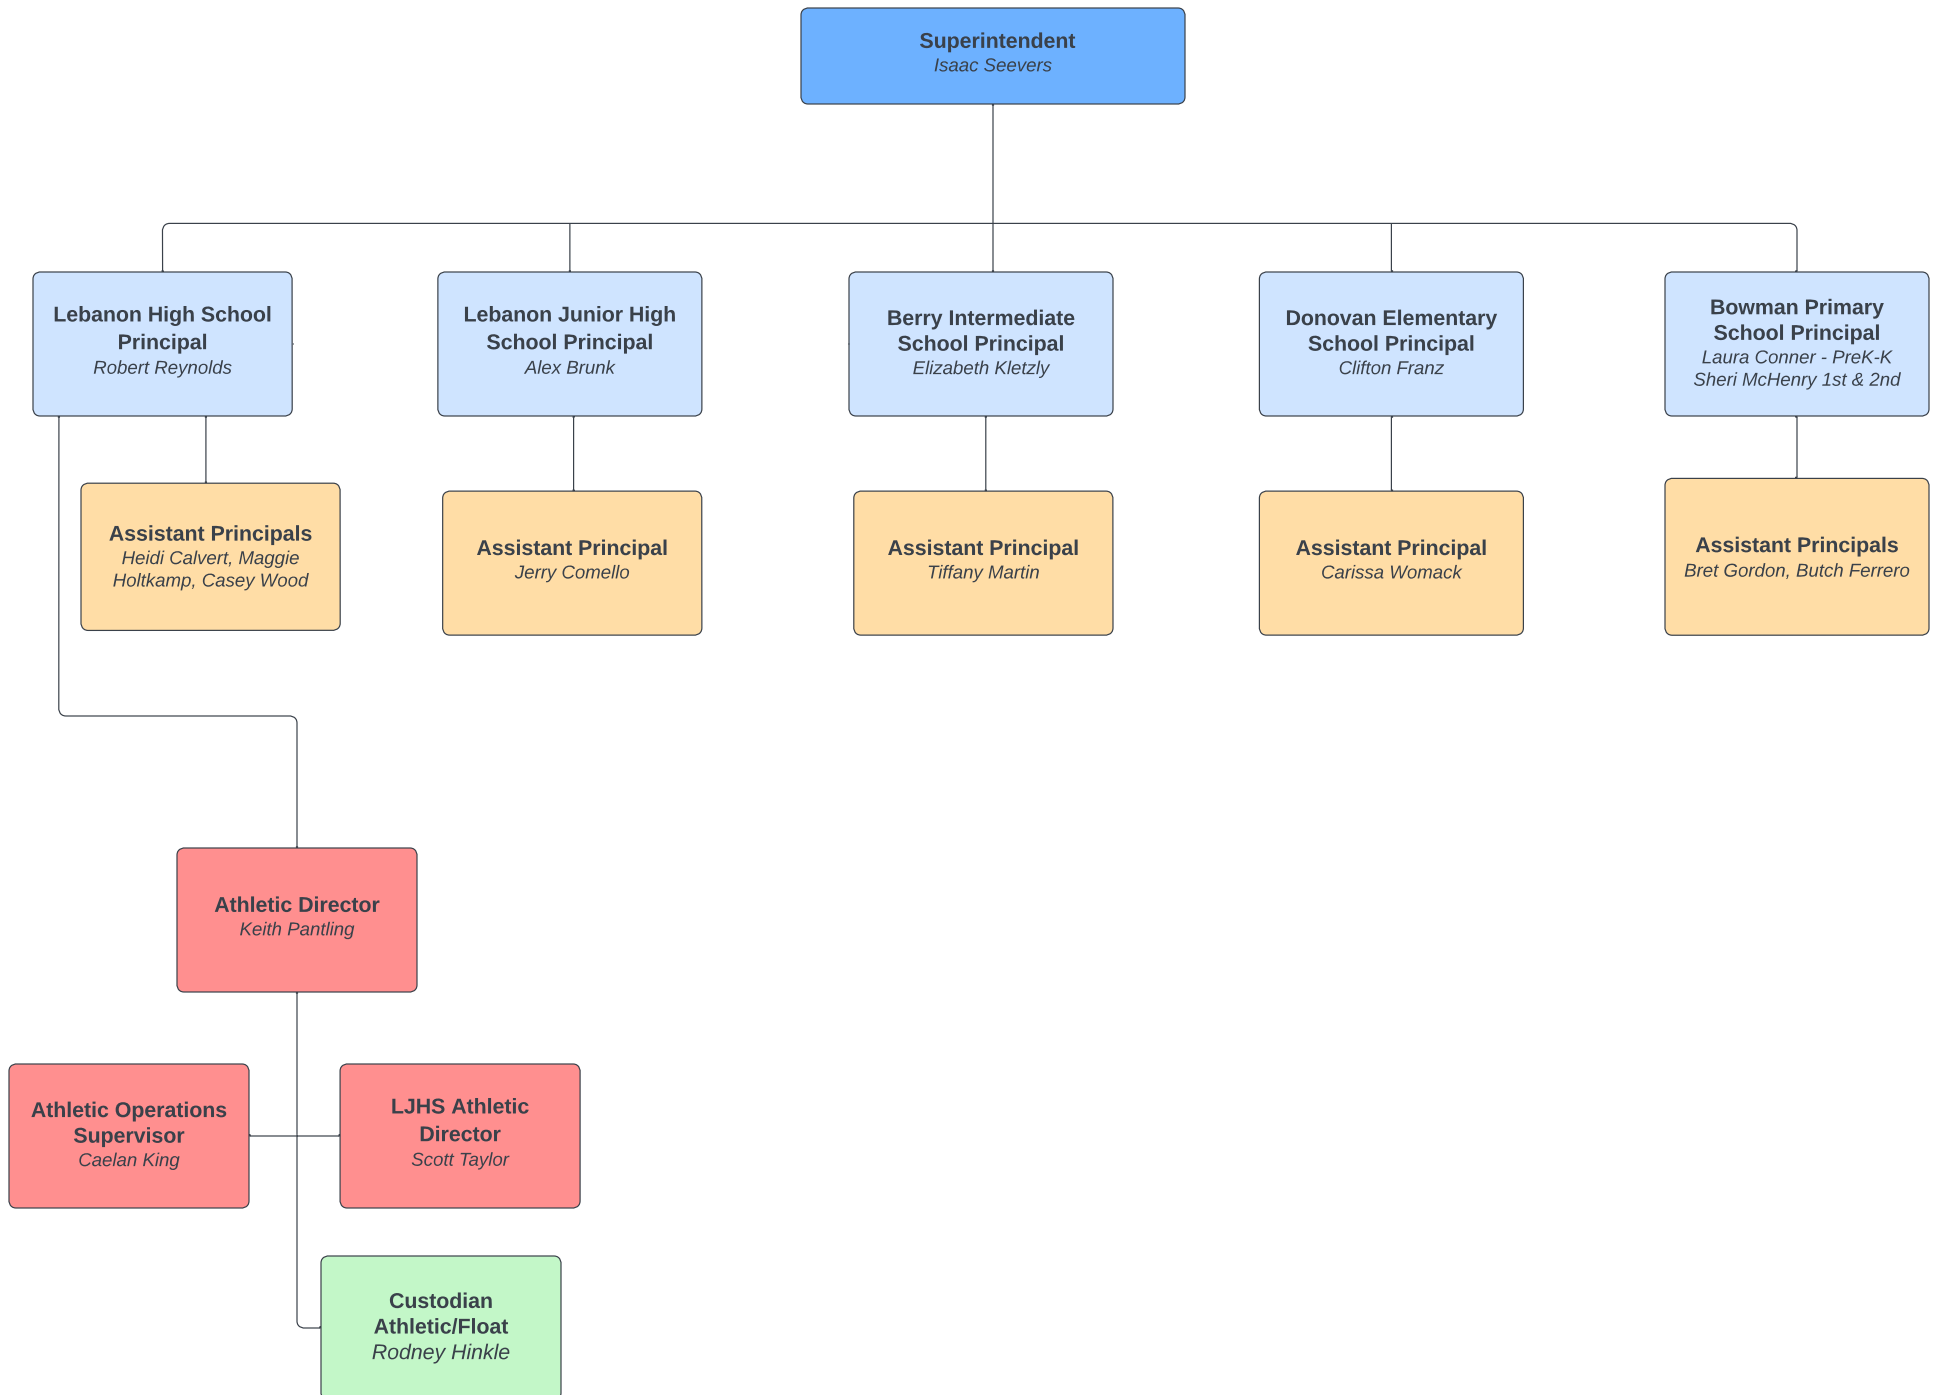 Superintendent
Isaac Seevers
Lebanon High School
Principal
Robert Reynolds
Lebanon Junior High
School Principal
Alex Brunk
Berry Intermediate
School Principal
Elizabeth Kletzly
Donovan Elementary
School Principal
Clifton Franz
Bowman Primary
School Principal
Laura Conner - PreK-K
Sheri McHenry 1st & 2nd
Assistant Principals
Heidi Calvert, Maggie
Holtkamp, Casey Wood
Assistant Principal
Jerry Comello
Assistant Principal
Tiffany Martin
Assistant Principal
Carissa Womack
Assistant Principals
Bret Gordon, Butch Ferrero
Athletic Director
Keith Pantling
Athletic Operations
Supervisor
Caelan King
LJHS Athletic
Director
Scott Taylor
Custodian
Athletic/Float
Rodney Hinkle